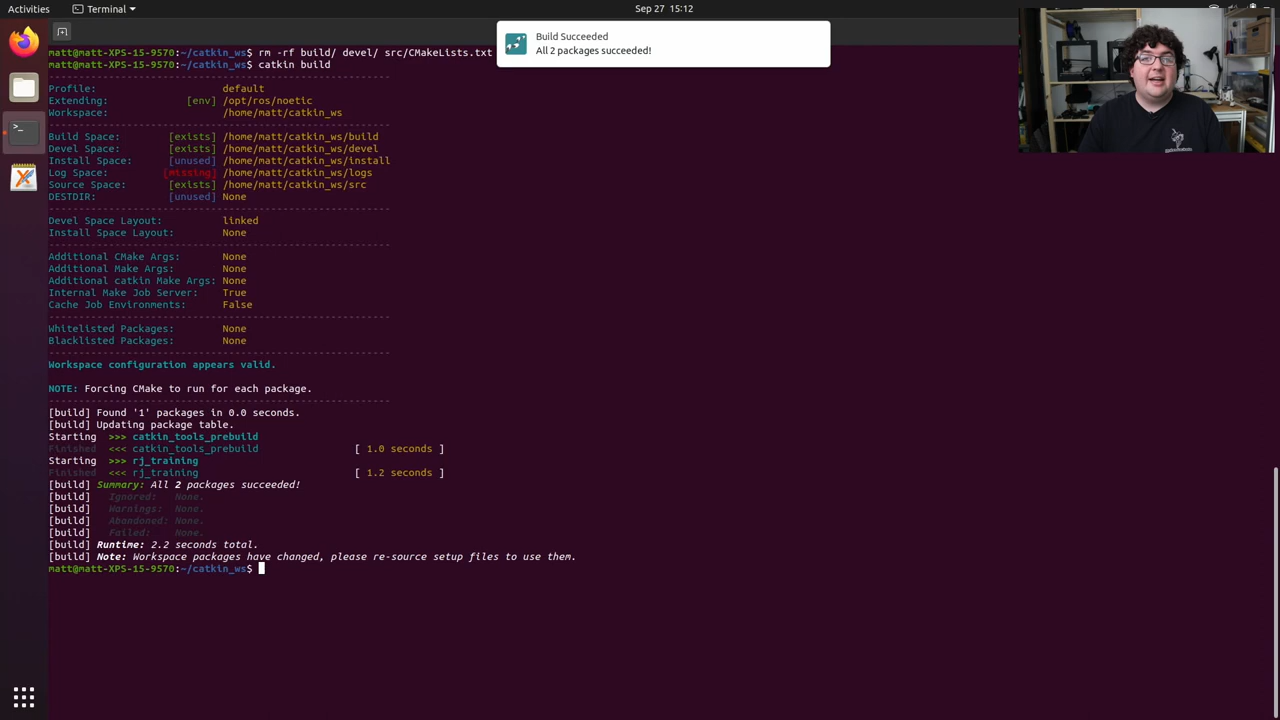 Activities
Terminal
Sep 27 15:12
Build Succeeded
All 2 packages succeeded!
matt@matt-XPS-15-9570:~/catkin_ws$ rm -rf build/ devel/ src/CMakeLists.txt
matt@matt-XPS-15-9570:~/catkin_ws$ catkin build
----------------------------------------------------------
Profile: default
Extending: [env] /opt/ros/noetic
Workspace: /home/matt/catkin_ws
----------------------------------------------------------
Build Space: [exists] /home/matt/catkin_ws/build
Devel Space: [exists] /home/matt/catkin_ws/devel
Install Space: [unused] /home/matt/catkin_ws/install
Log Space: [missing] /home/matt/catkin_ws/logs
Source Space: [exists] /home/matt/catkin_ws/src
DESTDIR: [unused] None
----------------------------------------------------------
Devel Space Layout: linked
Install Space Layout: None
----------------------------------------------------------
Additional CMake Args: None
Additional Make Args: None
Additional catkin Make Args: None
Internal Make Job Server: True
Cache Job Environments: False
----------------------------------------------------------
Whitelisted Packages: None
Blacklisted Packages: None
----------------------------------------------------------
Workspace configuration appears valid.
NOTE: Forcing CMake to run for each package.
----------------------------------------------------------
[build] Found '1' packages in 0.0 seconds.
[build] Updating package table.
Starting >>> catkin_tools_prebuild
Finished <<< catkin_tools_prebuild [ 1.0 seconds ]
Starting >>> rj_training
Finished <<< rj_training [ 1.2 seconds ]
[build] Summary: All 2 packages succeeded!
[build] Ignored: None.
[build] Warnings: None.
[build] Abandoned: None.
[build] Failed: None.
[build] Runtime: 2.2 seconds total.
[build] Note: Workspace packages have changed, please re-source setup files to use them.
matt@matt-XPS-15-9570:~/catkin_ws$